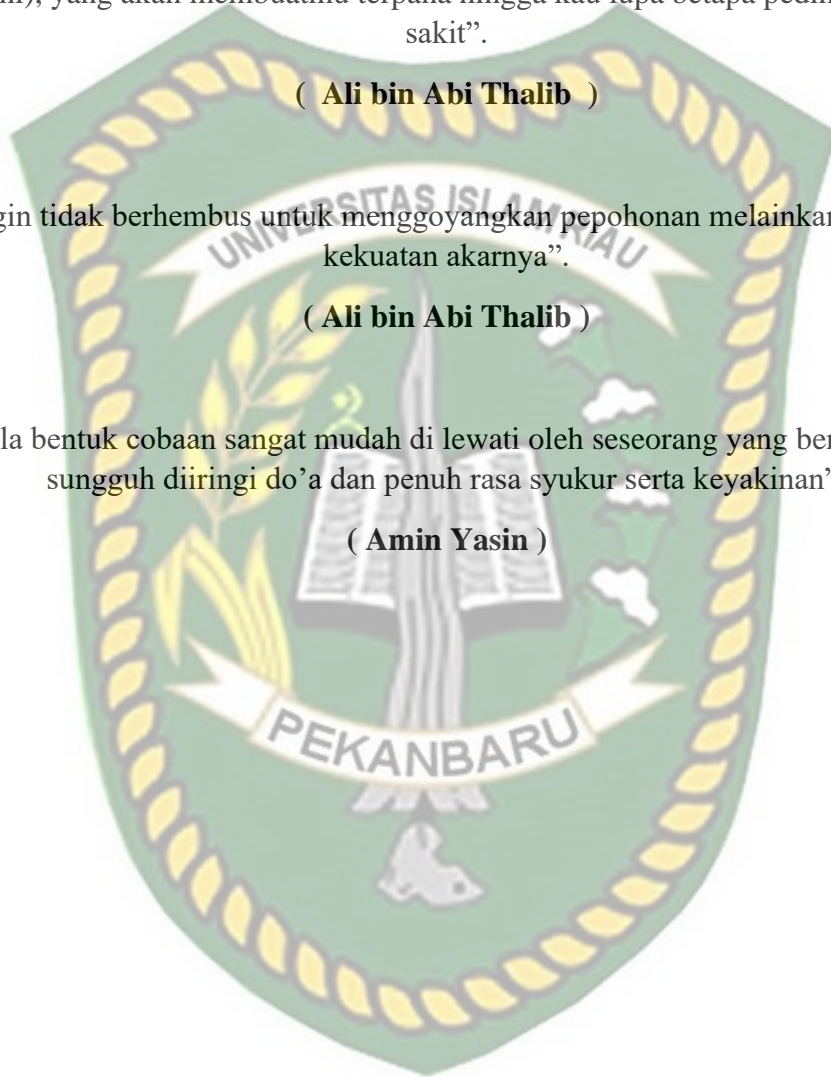 yang akan membuatmu terpana hingga kau lupa betapa
sakit”.
( Ali bin Abi Thalib )
UNIVERSITAS ISLAM RIAU
gin tidak berhembus untuk menggoyangkan pepohonan melainkan
kekuatan akarnya”.
( Ali bin Abi Thalib )
la bentuk cobaan sangat mudah di lewati oleh seseorang yang ber
sungguh diiringi do’a dan penuh rasa syukur serta keyakinan”
( Amin Yasin )
PEKANBARU